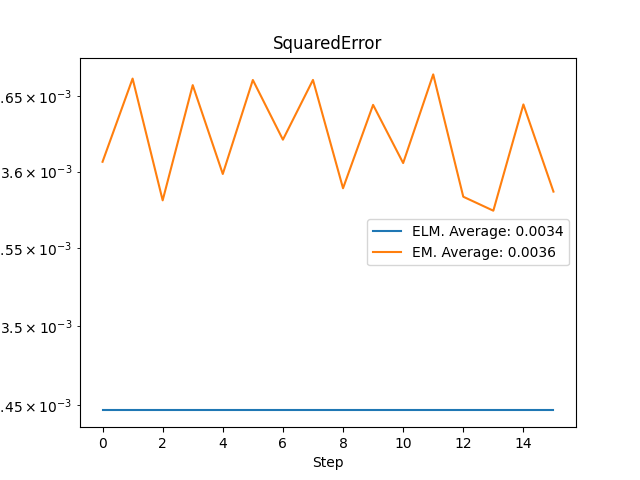 SquaredError
.65 × 10⁻³
3.6 × 10⁻³
.55 × 10⁻³
3.5 × 10⁻³
.45 × 10⁻³
ELM. Average: 0.0034
EM. Average: 0.0036
0 2 4 6 8 10 12 14
Step